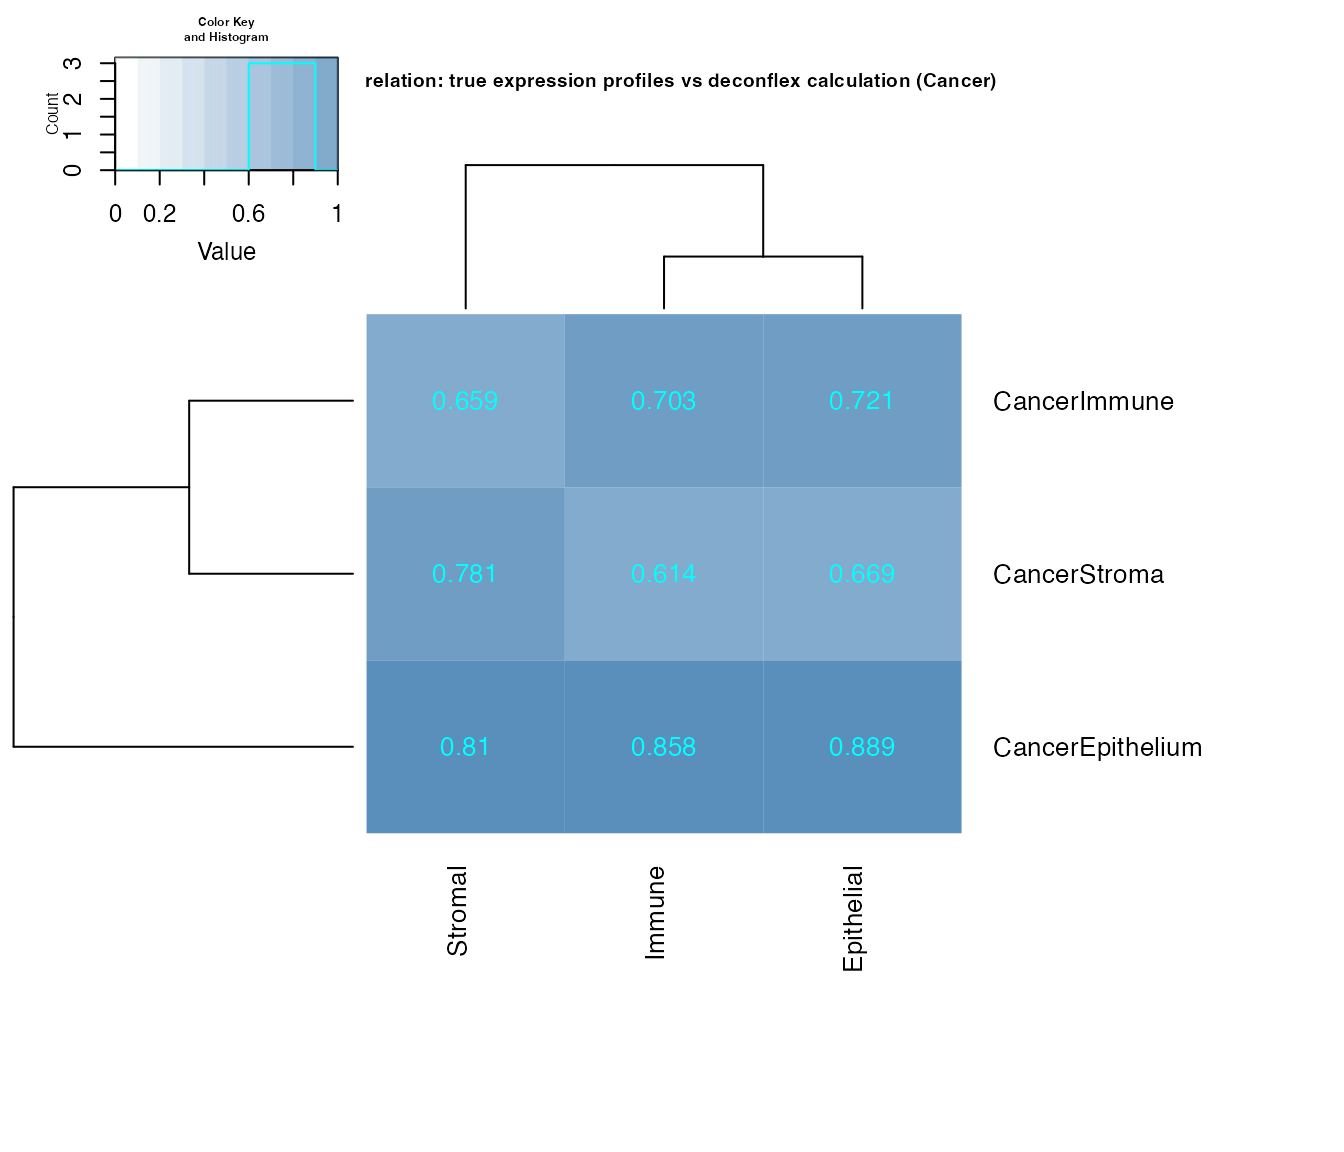 Color Key
and Histogram
Count
0 1 2 3
0 0.2 0.6 1
Value
relation: true expression profiles vs deconflex calculation (Cancer)
0.659 0.703 0.721 CancerImmune
0.781 0.614 0.669 CancerStroma
0.81 0.858 0.889 CancerEpithelium
Stromal Immune Epithelial